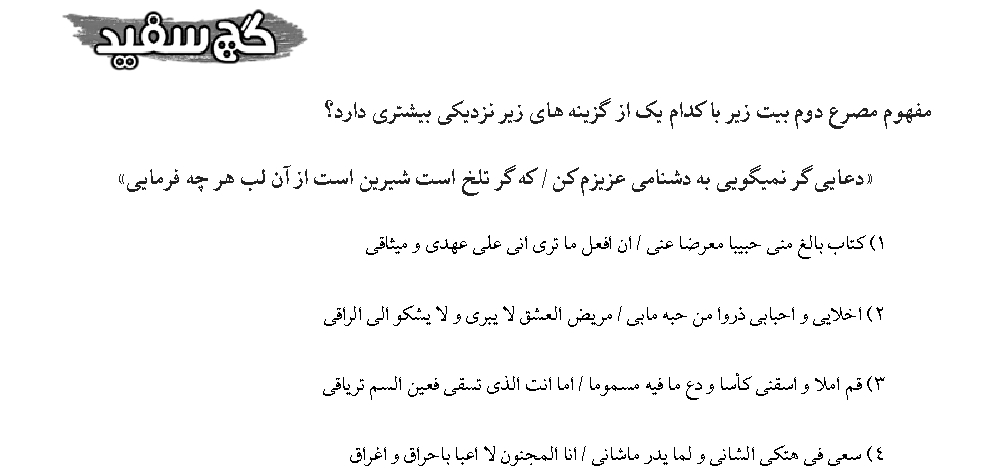 گچ سفید
مفهوم مصرع دوم بیت زیر با کدام یک از گزینه های زیر نزدیکی بیشتری دارد؟
«دعایی گر نمیگویی به دشنامی عزیزم کن / که گر تلخ است شیرین است از آن لب هر چه فرمایی»
۱) کتاب بالغ منی حبیبا معرضا عنی / ان افعل ما تری انی علی عهدی و میثاقی
۲) اخلایی و احبابی ذروا من حبه مابی / مریض العشق لا یبری و لا یشکو الی الراقی
۳) قم املا و اسقنی کأسا و دع ما فیه مسموما / اما انت الذی تسقی فعین السم تریاقی
۴) سعی فی هتکی الشانی و لما یدر ماشانی / انا المجنون لا اعبا باحراق و اغراق